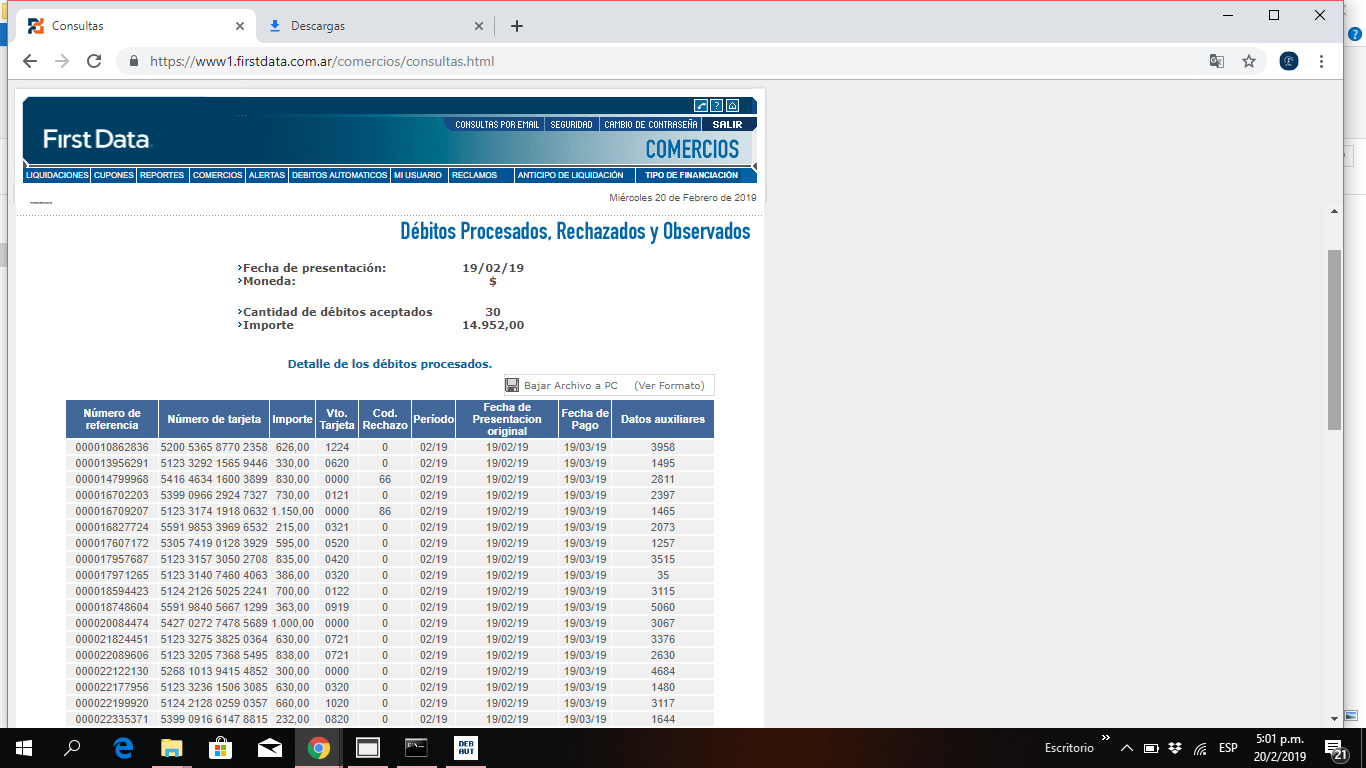 Consultas
Descargas
https://www1.firstdata.com.ar/comercios/consultas.html
CONSULTAS POR EMAIL SEGURIDAD CAMBIO DE CONTRASEÑA SALIR
First Data
COMERCIOS
LIQUIDACIONES CUPONES REPORTES COMERCIOS ALERTAS DEBITOS AUTOMATICOS MI USUARIO RECLAMOS ANTICIPO DE LIQUIDACIÓN TIPO DE FINANCIACIÓN
Miércoles 20 de Febrero de 2019
Débitos Procesados, Rechazados y Observados
Fecha de presentación: 19/02/19
Moneda: $
Cantidad de débitos aceptados 30
Importe 14.952,00
Detalle de los débitos procesados.
Bajar Archivo a PC (Ver Formato)
Número de referencia Número de tarjeta Importe Vto. Tarjeta Cod. Rechazo Período Fecha de Presentacion original Fecha de Pago Datos auxiliares
000010862836 5200 5365 8770 2358 626,00 1224 0 02/19 19/02/19 19/03/19 3958
000013956291 5123 3292 1565 9446 330,00 0620 0 02/19 19/02/19 19/03/19 1495
000014799968 5416 4634 1600 3899 830,00 0000 66 02/19 19/02/19 19/03/19 2811
000016702203 5399 0966 2924 7327 730,00 0121 0 02/19 19/02/19 19/03/19 2397
000016709207 5123 3174 1918 0632 1.150,00 0000 86 02/19 19/02/19 19/03/19 1465
000016827724 5591 9853 3969 6532 215,00 0321 0 02/19 19/02/19 19/03/19 2073
000017607172 5305 7419 0128 3929 595,00 0520 0 02/19 19/02/19 19/03/19 1257
000017957687 5123 3157 3050 2708 835,00 0420 0 02/19 19/02/19 19/03/19 3515
000017971265 5123 3140 7460 4063 386,00 0320 0 02/19 19/02/19 19/03/19 35
000018594423 5124 2126 5025 2241 700,00 0122 0 02/19 19/02/19 19/03/19 3115
000018748604 5591 9840 5667 1299 363,00 0919 0 02/19 19/02/19 19/03/19 5060
000020084474 5427 0272 7478 5689 1.000,00 0000 0 02/19 19/02/19 19/03/19 3067
000021824451 5123 3275 3825 0364 630,00 0721 0 02/19 19/02/19 19/03/19 3376
000022089606 5123 3205 7368 5495 838,00 0721 0 02/19 19/02/19 19/03/19 2630
000022122130 5268 1013 9415 4852 300,00 0000 0 02/19 19/02/19 19/03/19 4684
000022177956 5123 3236 1506 3085 630,00 0320 0 02/19 19/02/19 19/03/19 1480
000022199920 5124 2128 0259 0357 660,00 1020 0 02/19 19/02/19 19/03/19 3117
000022335371 5399 0916 6147 8815 232,00 0820 0 02/19 19/02/19 19/03/19 1644
DEB
AUT
Escritorio
ESP
5:01 p.m.
20/2/2019
21